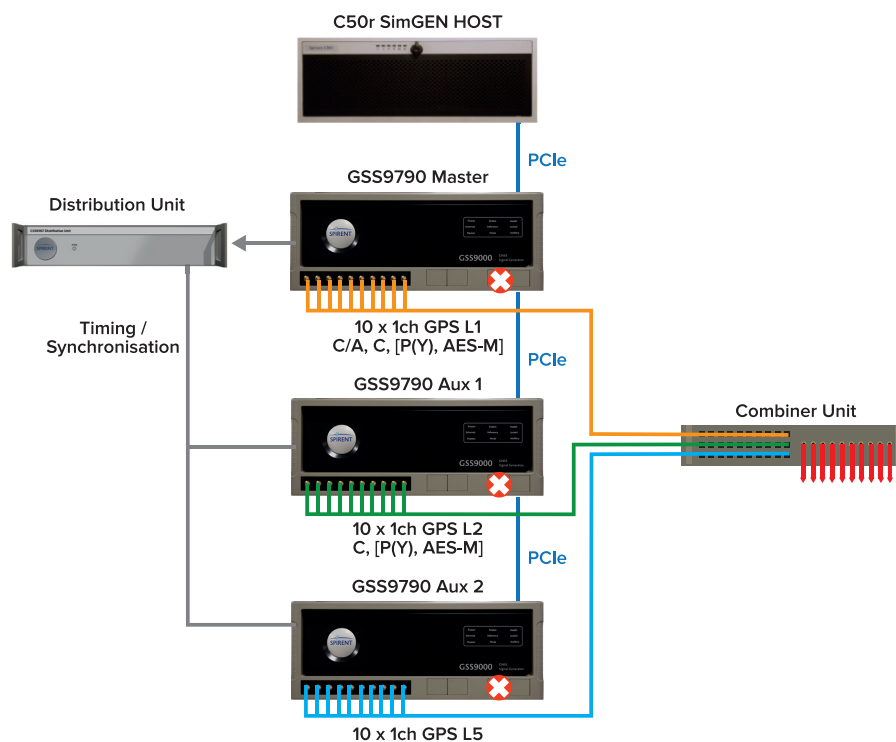 C50r SimGEN HOST
PCIe
GSS9790 Master
Distribution Unit
SPIRENT
GSS9000
10 x 1ch GPS L1
C/A, C, [P(Y), AES-M]
Timing /
Synchronisation
PCIe
GSS9790 Aux 1
Combiner Unit
SPIRENT
GSS9000
10 x 1ch GPS L2
C, [P(Y), AES-M]
PCIe
GSS9790 Aux 2
SPIRENT
GSS9000
10 x 1ch GPS L5